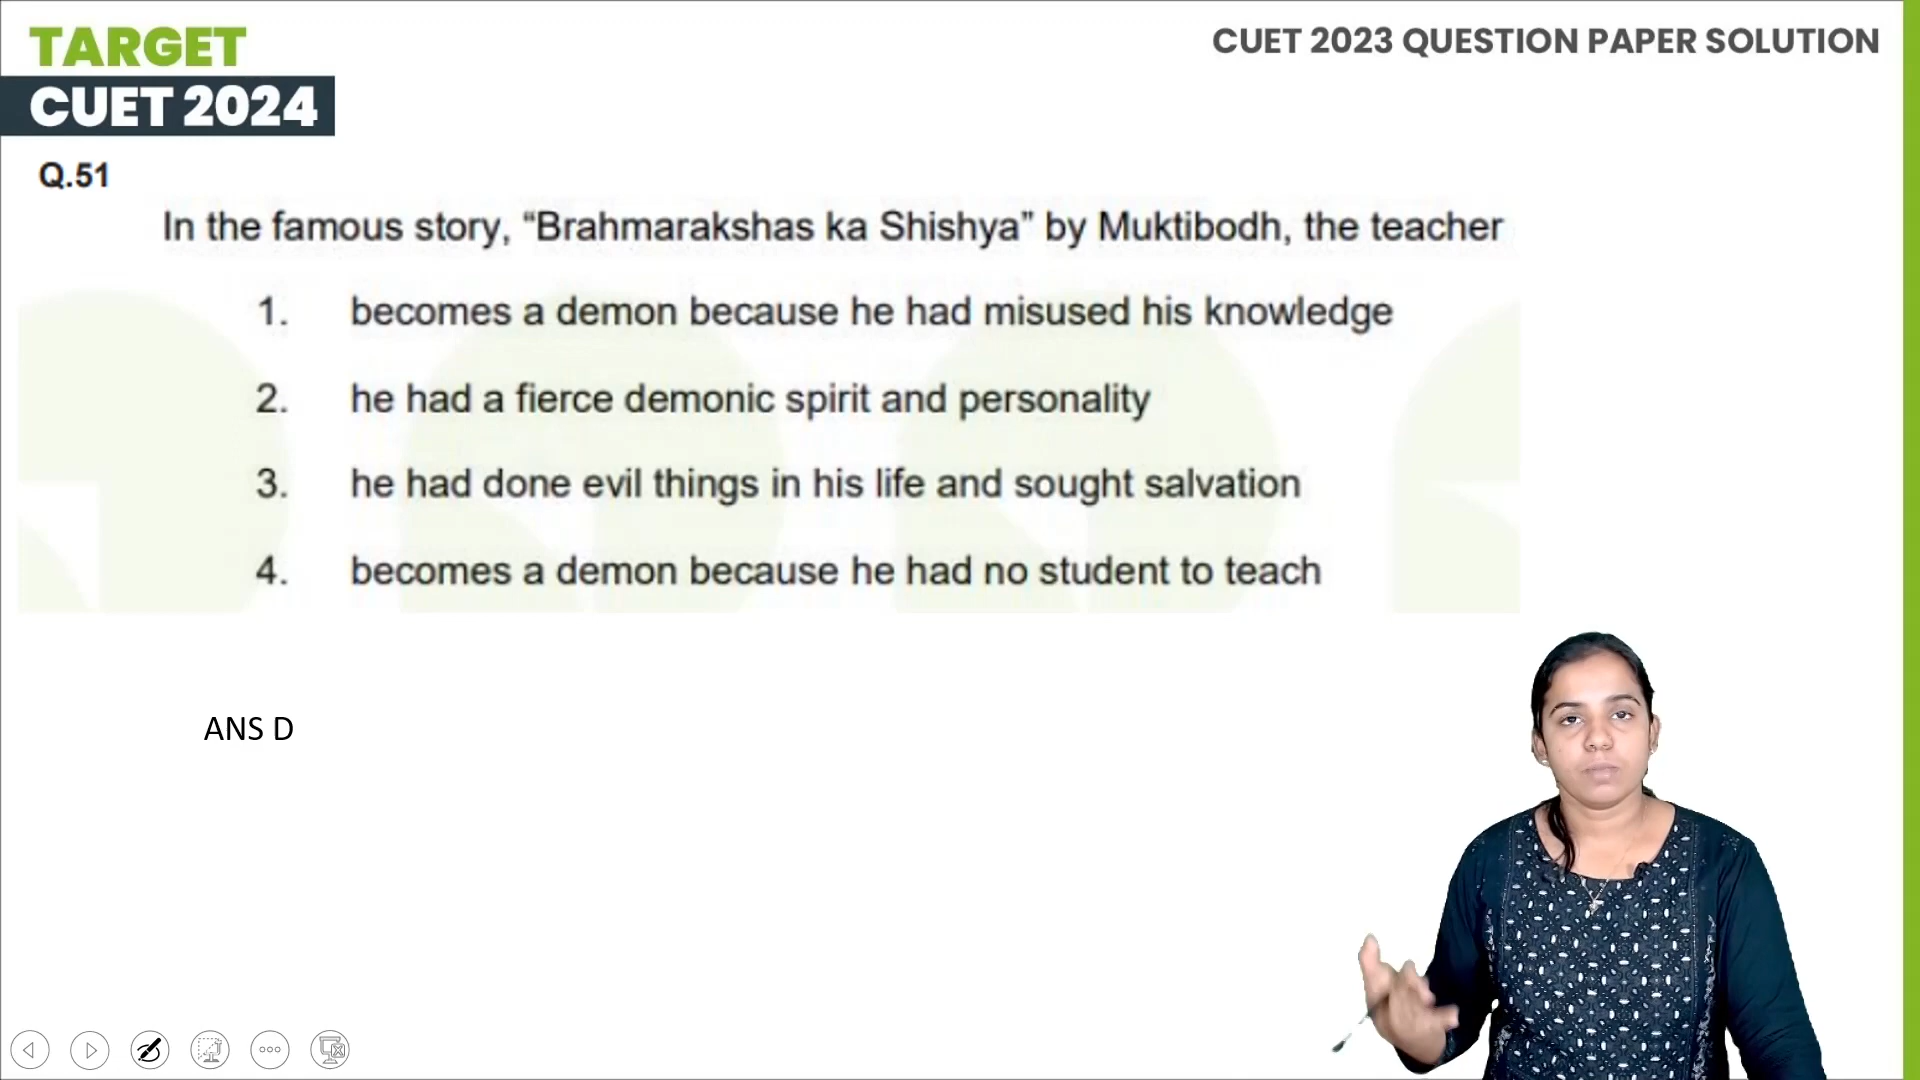 TARGET
CUET 2024
CUET 2023 QUESTION PAPER SOLUTION
Q.51
In the famous story, “Brahmarakshas ka Shishya” by Muktibodh, the teacher
1. becomes a demon because he had misused his knowledge
2. he had a fierce demonic spirit and personality
3. he had done evil things in his life and sought salvation
4. becomes a demon because he had no student to teach
ANS D